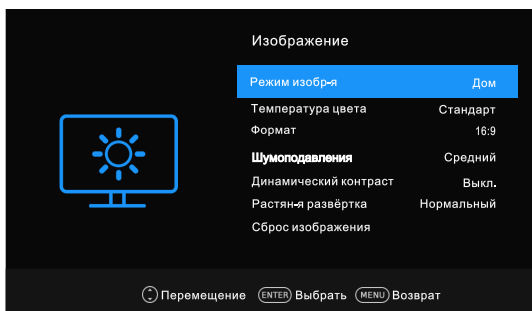 Изображение
Режим изобр-я Дом
Температура цвета Стандарт
Формат 16:9
Шумоподавления Средний
Динамический контраст Выкл.
Растян-я развёртка Нормальный
Сброс изображения
Перемещение ENTER Выбрать MENU Возврат